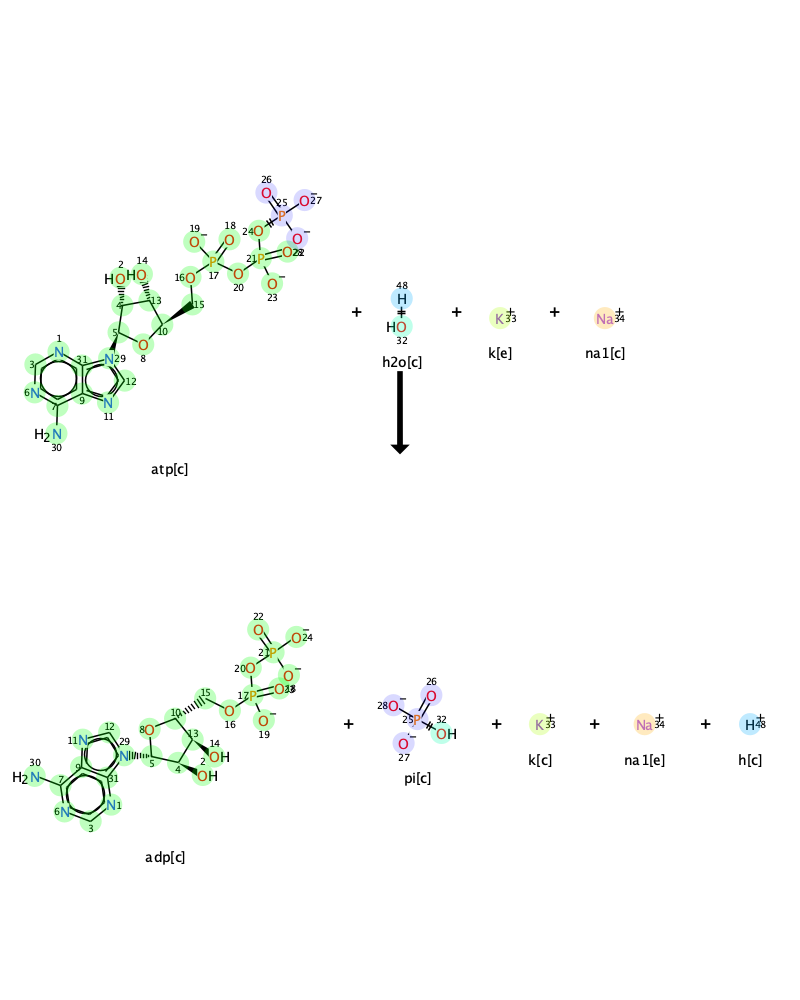 26
25
O
O
−
27
P
19
18
24
O
−
O
O
O
O
−
2
14
21
P
O
28
HO
HO
16
O
P
17
O
20
O
−
23
4
13
15
48
H
5
10
+
+
K
+
33
+
Na
+
34
1
O
8
HO
O
32
N
31
N
29
h2o[c]
k[e]
na1[c]
3
12
6
N
7
9
N
11
H2N
30
atp[c]
22
O
O
−
24
21
P
20
O
O
−
15
17
P
O
10
O
16
O
−
19
26
28
O
−
O
12
8
O
13
25
P
32
11
N
29
14
OH
+
OH
+
K
+
33
+
Na
+
34
+
H
+
48
30
9
N
5
4
2
OH
O
−
27
H2N
7
31
pi[c]
k[c]
na1[e]
h[c]
6
N
N
1
3
adp[c]